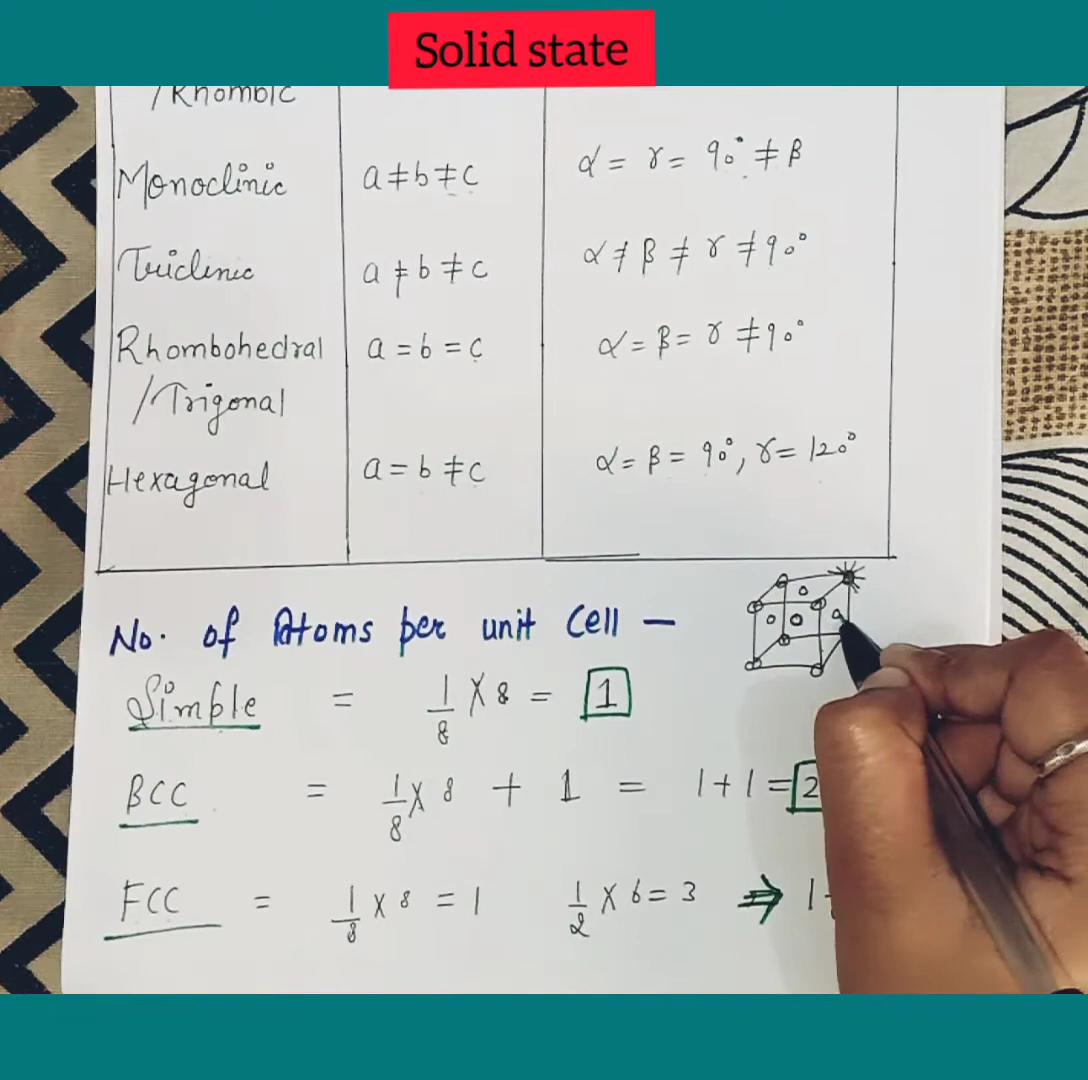 Solid state
/Rhombic
Monoclinic a ≠ b ≠ c α = γ = 90° ≠ β
Triclinic a ≠ b ≠ c α ≠ β ≠ γ ≠ 90°
Rhombohedral a = b = c α = β = γ ≠ 90°
/Trigonal
Hexagonal a = b ≠ c α = β = 90°, γ = 120°
No. of Atoms per unit Cell —
Simple = 1/8 X 8 = 1
BCC = 1/8 X 8 + 1 = 1+1 = 2
FCC = 1/8 X 8 = 1 1/2 X 6 = 3 ⇒ 1